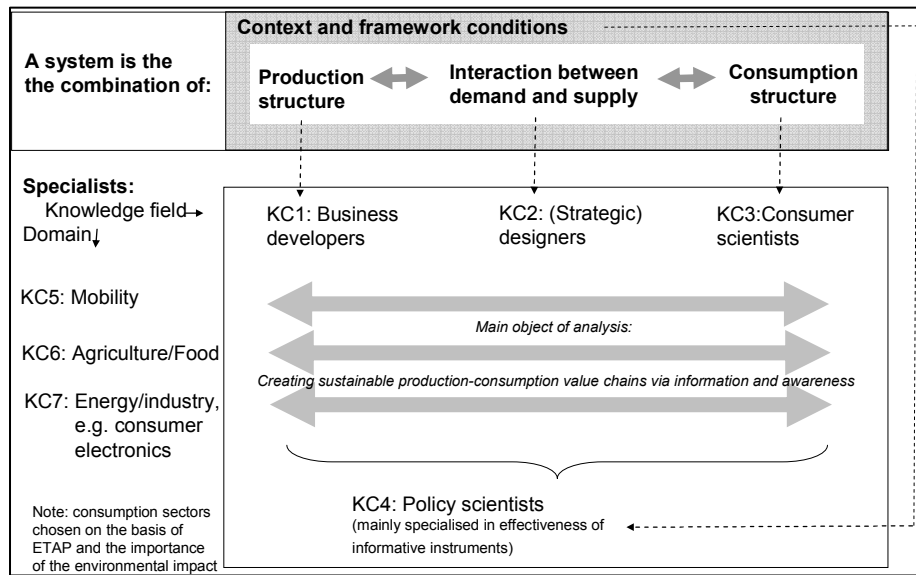 Context and framework conditions
A system is the
the combination of:
Production
structure
Interaction between
demand and supply
Consumption
structure
Specialists:
Knowledge field
Domain
KC1: Business
developers
KC2: (Strategic)
designers
KC3:Consumer
scientists
KC5: Mobility
Main object of analysis:
KC6: Agriculture/Food
Creating sustainable production-consumption value chains via information and awareness
KC7: Energy/industry,
e.g. consumer
electronics
KC4: Policy scientists
(mainly specialised in effectiveness of
informative instruments)
Note: consumption sectors
chosen on the basis of
ETAP and the importance
of the environmental impact